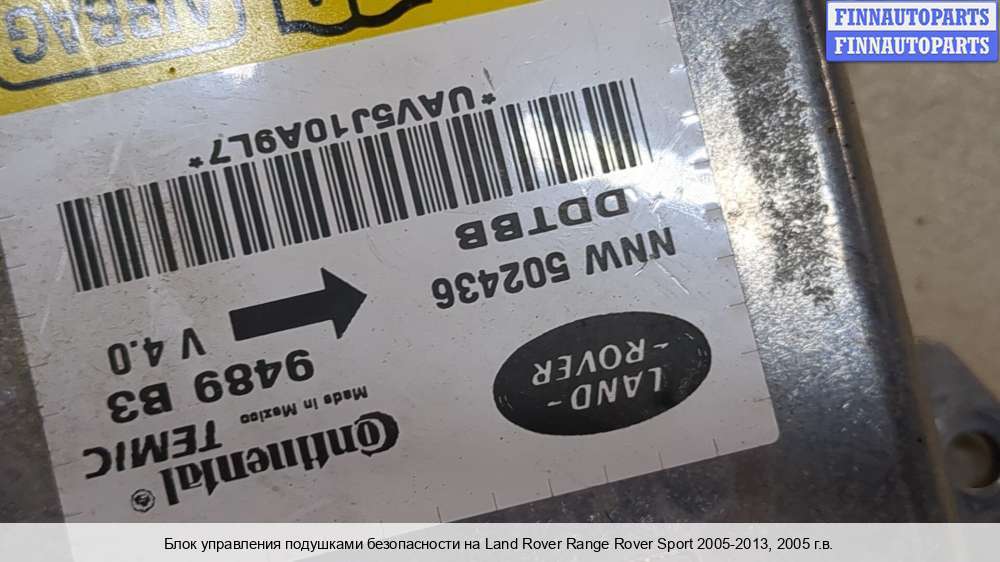 FINNAUTOPARTS
FINNAUTOPARTS
AIRBAG
Continental
TEMIC
Made in Mexico
9489 B3
V 4.0
LAND-
-ROVER
NNW 502436
DDTBB
*UAV5J10A9L7*
Блок управления подушками безопасности на Land Rover Range Rover Sport 2005-2013, 2005 г.в.